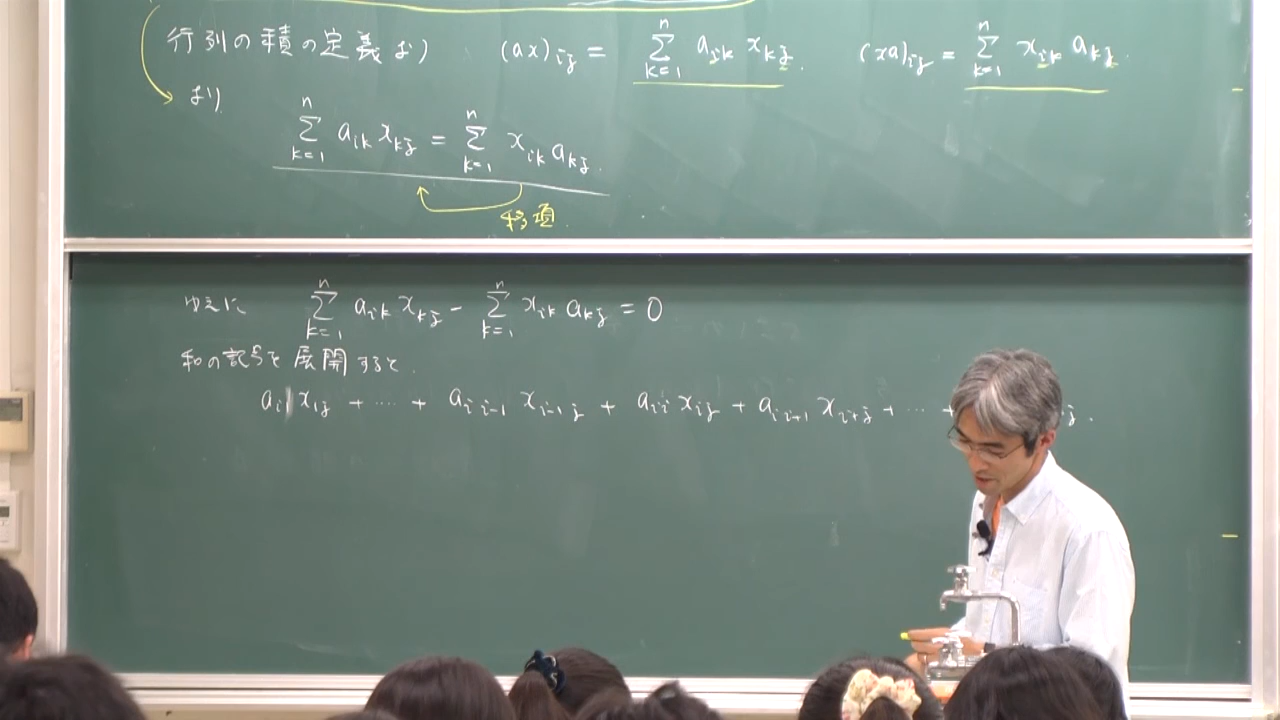 行列の積の定義より (ax)ij = Σ_{k=1}^{n} aik xkj. (xa)ij = Σ_{k=1}^{n} xik akj.
より
Σ_{k=1}^{n} aik xkj = Σ_{k=1}^{n} xik akj.
移項
ゆえに Σ_{k=1}^{n} aik xkj - Σ_{k=1}^{n} xik akj = 0
和の記号を展開すると.
ai1 x1j + ... + ai i-1 xi-1 j + aii xij + ai i+1 xi+j + ... + j.